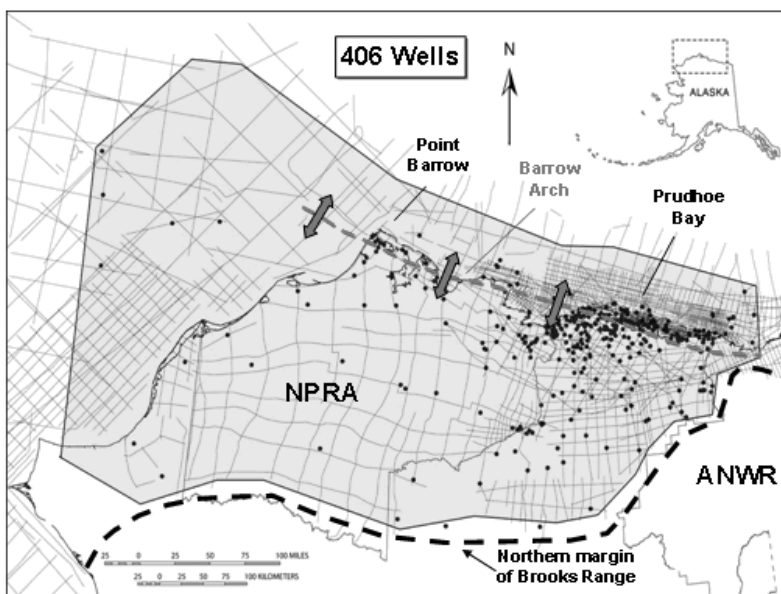 406 Wells
N
ALASKA
Point
Barrow
Barrow
Arch
Prudhoe
Bay
NPRA
ANWR
Northern margin
of Brooks Range
25 0 25 50 75 100 MILES
25 0 25 50 75 100 KILOMETERS